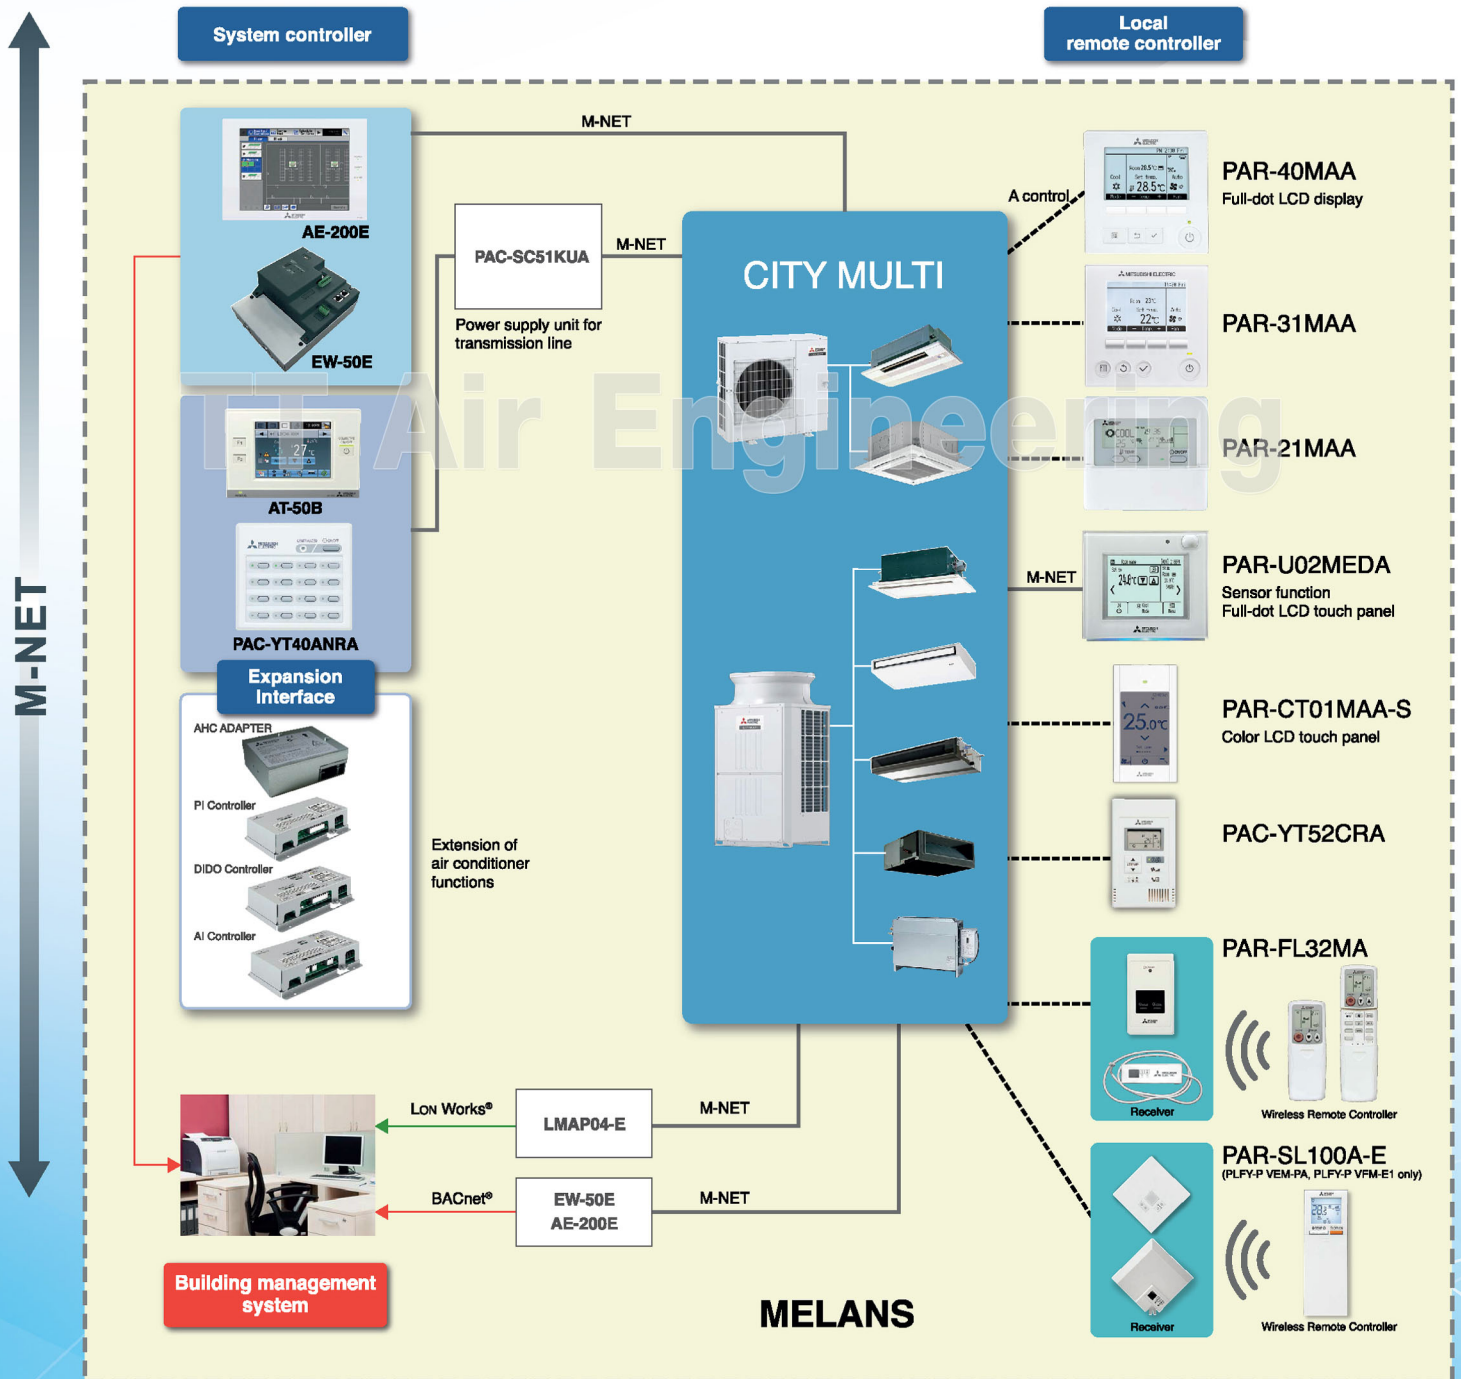 System controller
Local
remote controller
M-NET
M-NET
AE-200E
EW-50E
PAC-SC51KUA
M-NET
Power supply unit for
transmission line
AT-50B
PAC-YT40ANRA
Expansion
Interface
AHC ADAPTER
PI Controller
DIDO Controller
AI Controller
Extension of
air conditioner
functions
CITY MULTI
A control
PAR-40MAA
Full-dot LCD display
PAR-31MAA
PAR-21MAA
M-NET
PAR-U02MEDA
Sensor function
Full-dot LCD touch panel
PAR-CT01MAA-S
Color LCD touch panel
PAC-YT52CRA
PAR-FL32MA
Receiver
Wireless Remote Controller
PAR-SL100A-E
(PLFY-P VEM-PA, PLFY-P VFM-E1 only)
Receiver
Wireless Remote Controller
LON WORKS®
LMAP04-E
M-NET
BACnet®
EW-50E
AE-200E
M-NET
Building management
system
MELANS
TT Air Engineering